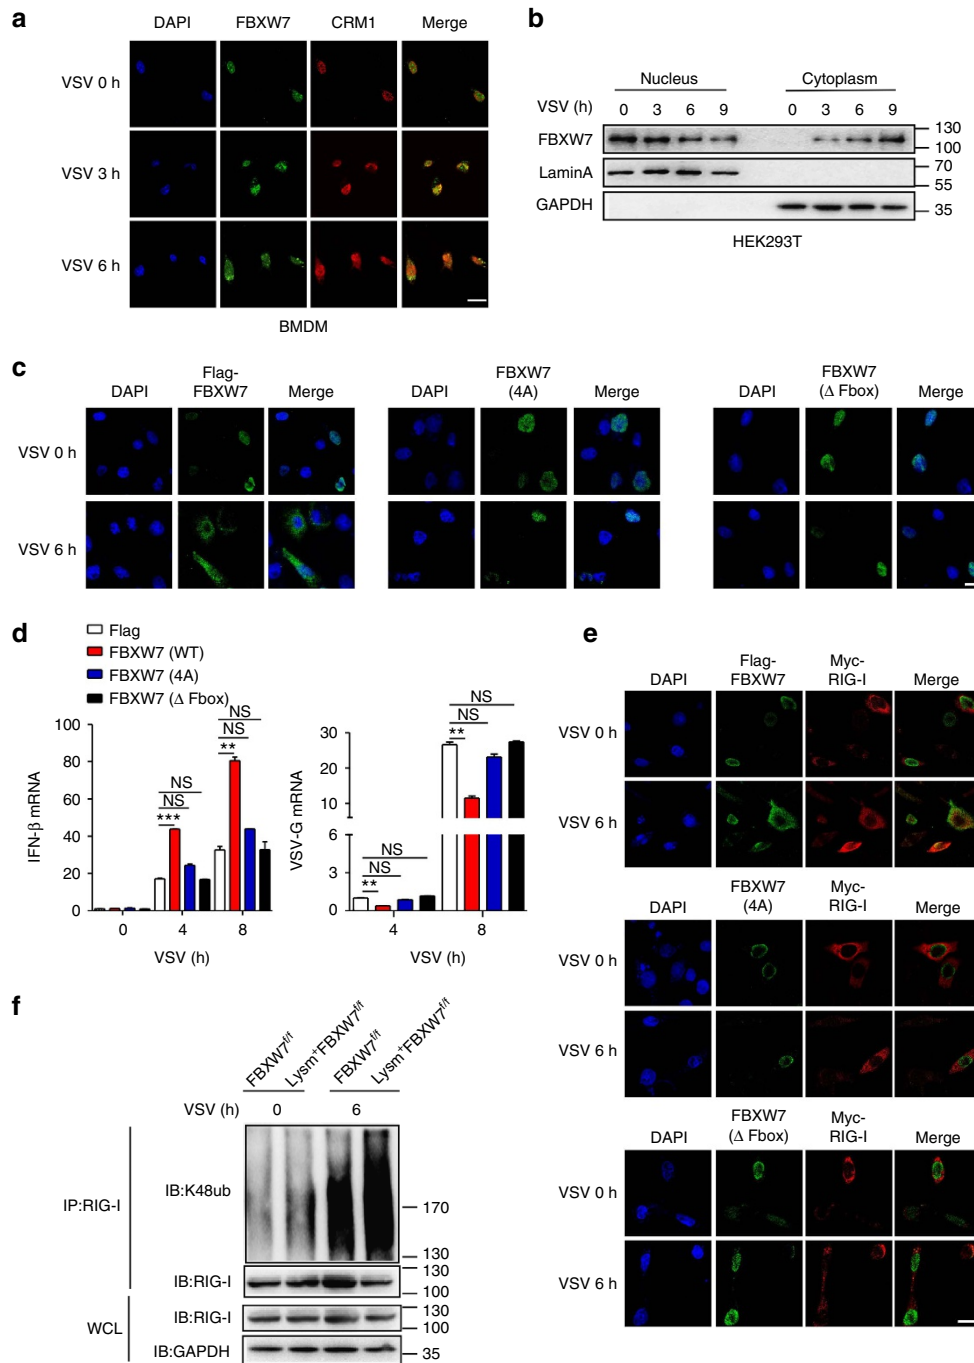 a
DAPI FBXW7 CRM1 Merge
VSV 0 h
VSV 3 h
VSV 6 h
BMDM
b
Nucleus Cytoplasm
VSV (h) 0 3 6 9 0 3 6 9
FBXW7 130 100
LaminA 70 55
GAPDH 35
HEK293T
c
DAPI Flag-FBXW7 Merge DAPI FBXW7 (4A) Merge DAPI FBXW7 (Δ Fbox) Merge
VSV 0 h
VSV 6 h
d
Flag
FBXW7 (WT)
FBXW7 (4A)
FBXW7 (Δ Fbox)
IFN-β mRNA
100
80
60
40
20
0
NS
NS
***
NS
NS
**
0 4 8
VSV (h)
VSV-G mRNA
30
20
10
6
3
0
NS
NS
**
NS
NS
**
4 8
VSV (h)
e
DAPI Flag-FBXW7 Myc-RIG-I Merge
VSV 0 h
VSV 6 h
DAPI FBXW7 (4A) Myc-RIG-I Merge
VSV 0 h
VSV 6 h
DAPI FBXW7 (Δ Fbox) Myc-RIG-I Merge
VSV 0 h
VSV 6 h
f
FBXW7f/f Lysm+FBXW7f/f FBXW7f/f Lysm+FBXW7f/f
VSV (h) 0 6
IP:RIG-I
IB:K48ub 170 130
IB:RIG-I 130 100
WCL
IB:RIG-I 130 100
IB:GAPDH 35